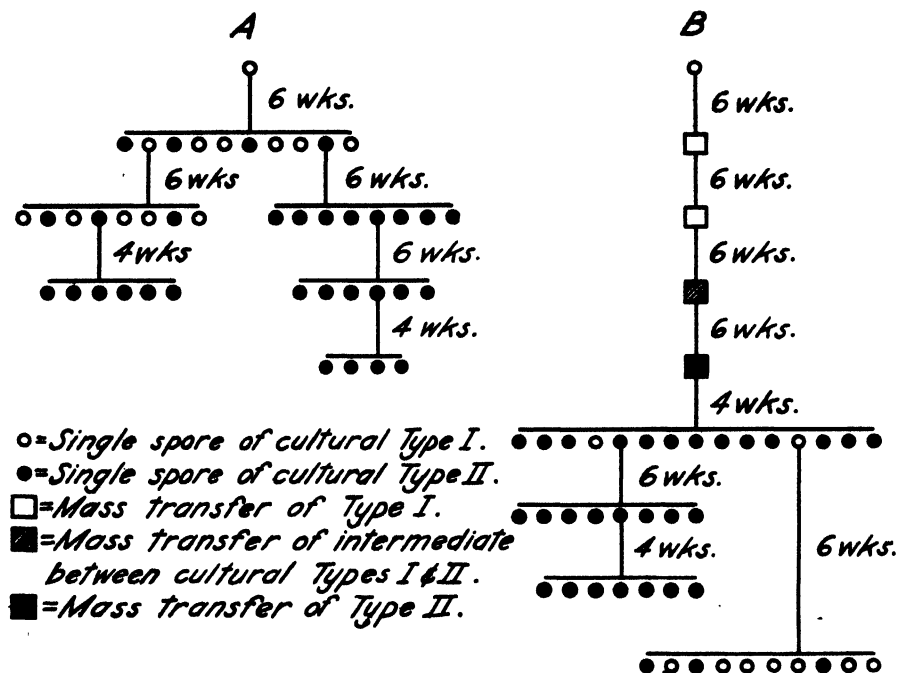 A
6 wks.
6 wks
6 wks.
4 wks
6 wks.
4 wks.
B
6 wks.
6 wks.
6 wks.
6 wks.
4 wks.
6 wks.
4 wks.
6 wks.
o=Single spore of cultural Type I.
●=Single spore of cultural Type II.
□=Mass transfer of Type I.
=Mass transfer of intermediate
between cultural Types I & II.
■=Mass transfer of Type II.